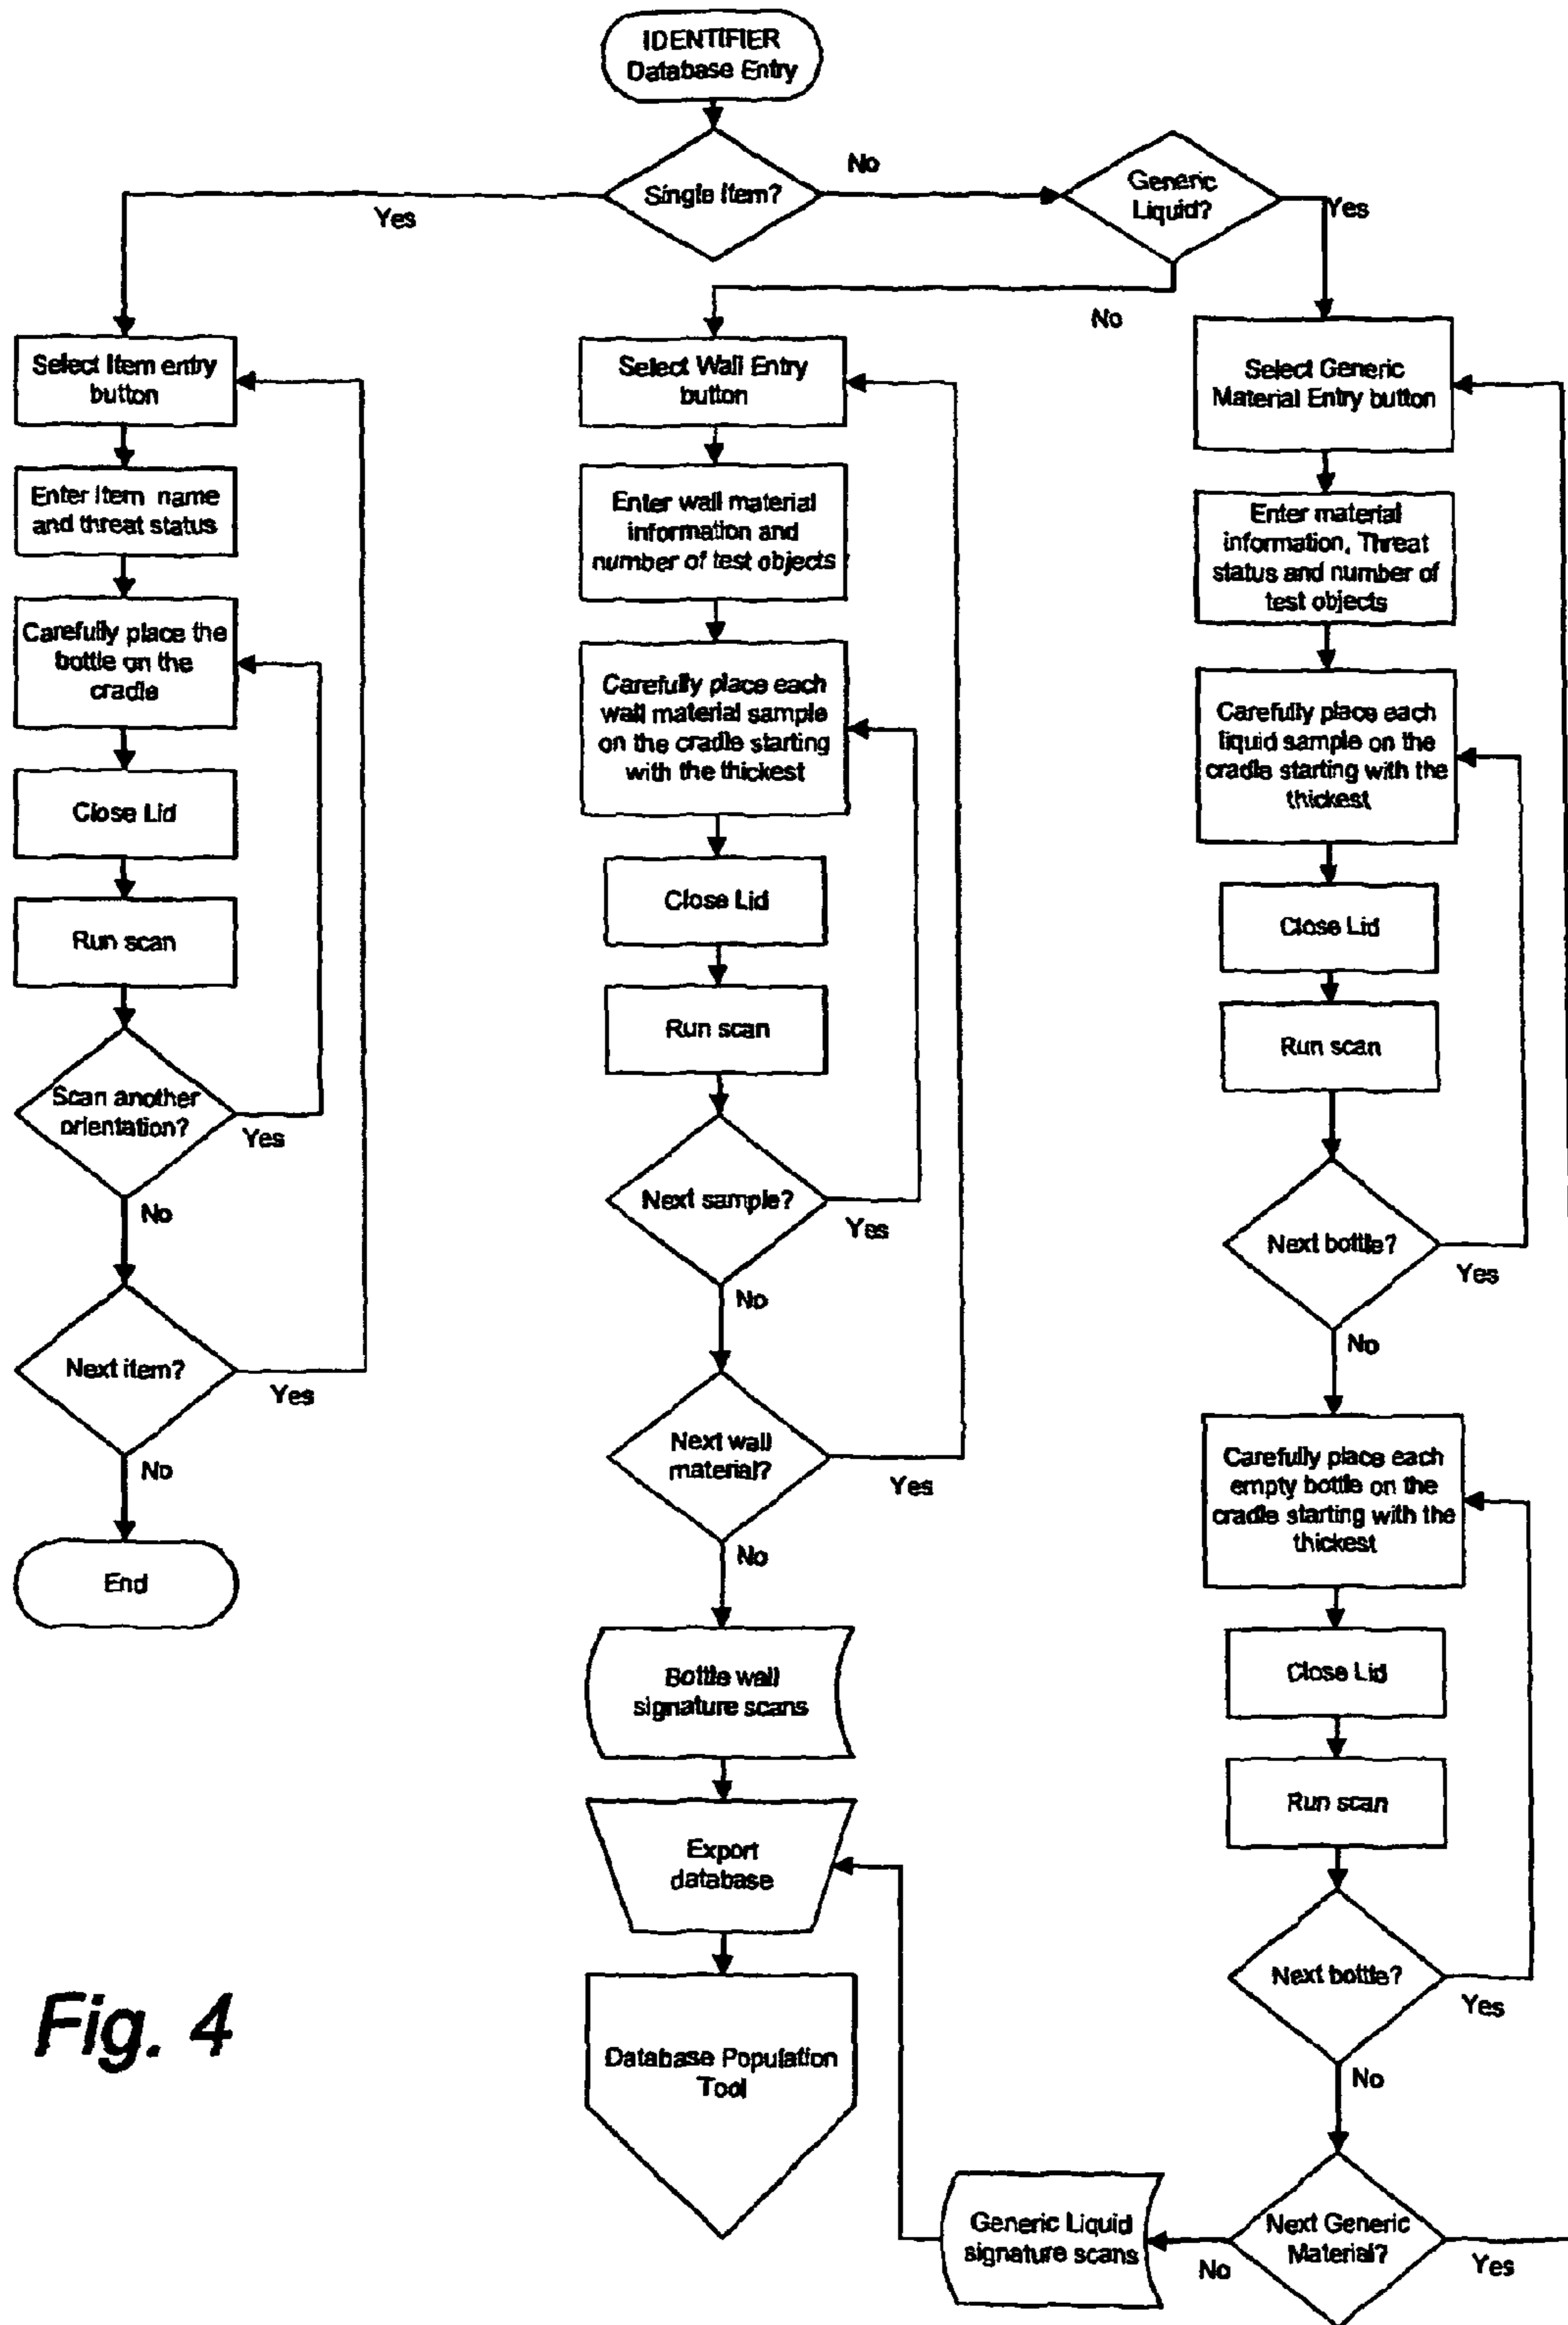 IDENTIFIER
Database Entry
Single Item?
No
Yes
Generic
Liquid?
Yes
No
Select Item entry
button
Enter Item name
and threat status
Carefully place the
bottle on the
cradle
Close Lid
Run scan
Scan another
orientation?
Yes
No
Next item?
Yes
No
End
Select Wall Entry
button
Enter wall material
information and
number of test objects
Carefully place each
wall material sample
on the cradle starting
with the thickest
Close Lid
Run scan
Next sample?
Yes
No
Next wall
material?
Yes
No
Bottle wall
signature scans
Export
database
Database Population
Tool
Select Generic
Material Entry button
Enter material
information, Threat
status and number of
test objects
Carefully place each
liquid sample on the
cradle starting with the
thickest
Close Lid
Run scan
Next bottle?
Yes
No
Carefully place each
empty bottle on the
cradle starting with the
thickest
Close Lid
Run scan
Next bottle?
Yes
No
Next Generic
Material?
Yes
No
Generic Liquid
signature scans
Fig. 4